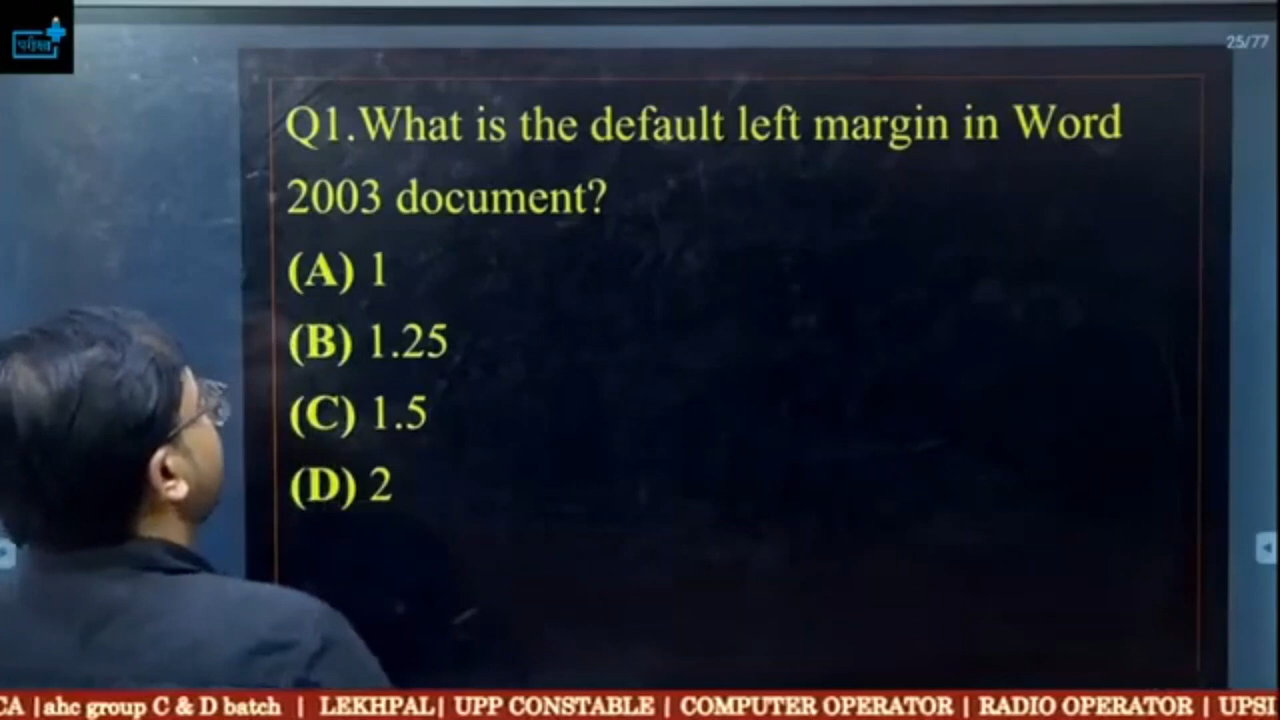 परीक्षा
25/77
Q1.What is the default left margin in Word
2003 document?
(A) 1
(B) 1.25
(C) 1.5
(D) 2
CA |ahc group C & D batch | LEKHPAL| UPP CONSTABLE | COMPUTER OPERATOR | RADIO OPERATOR | UPSI